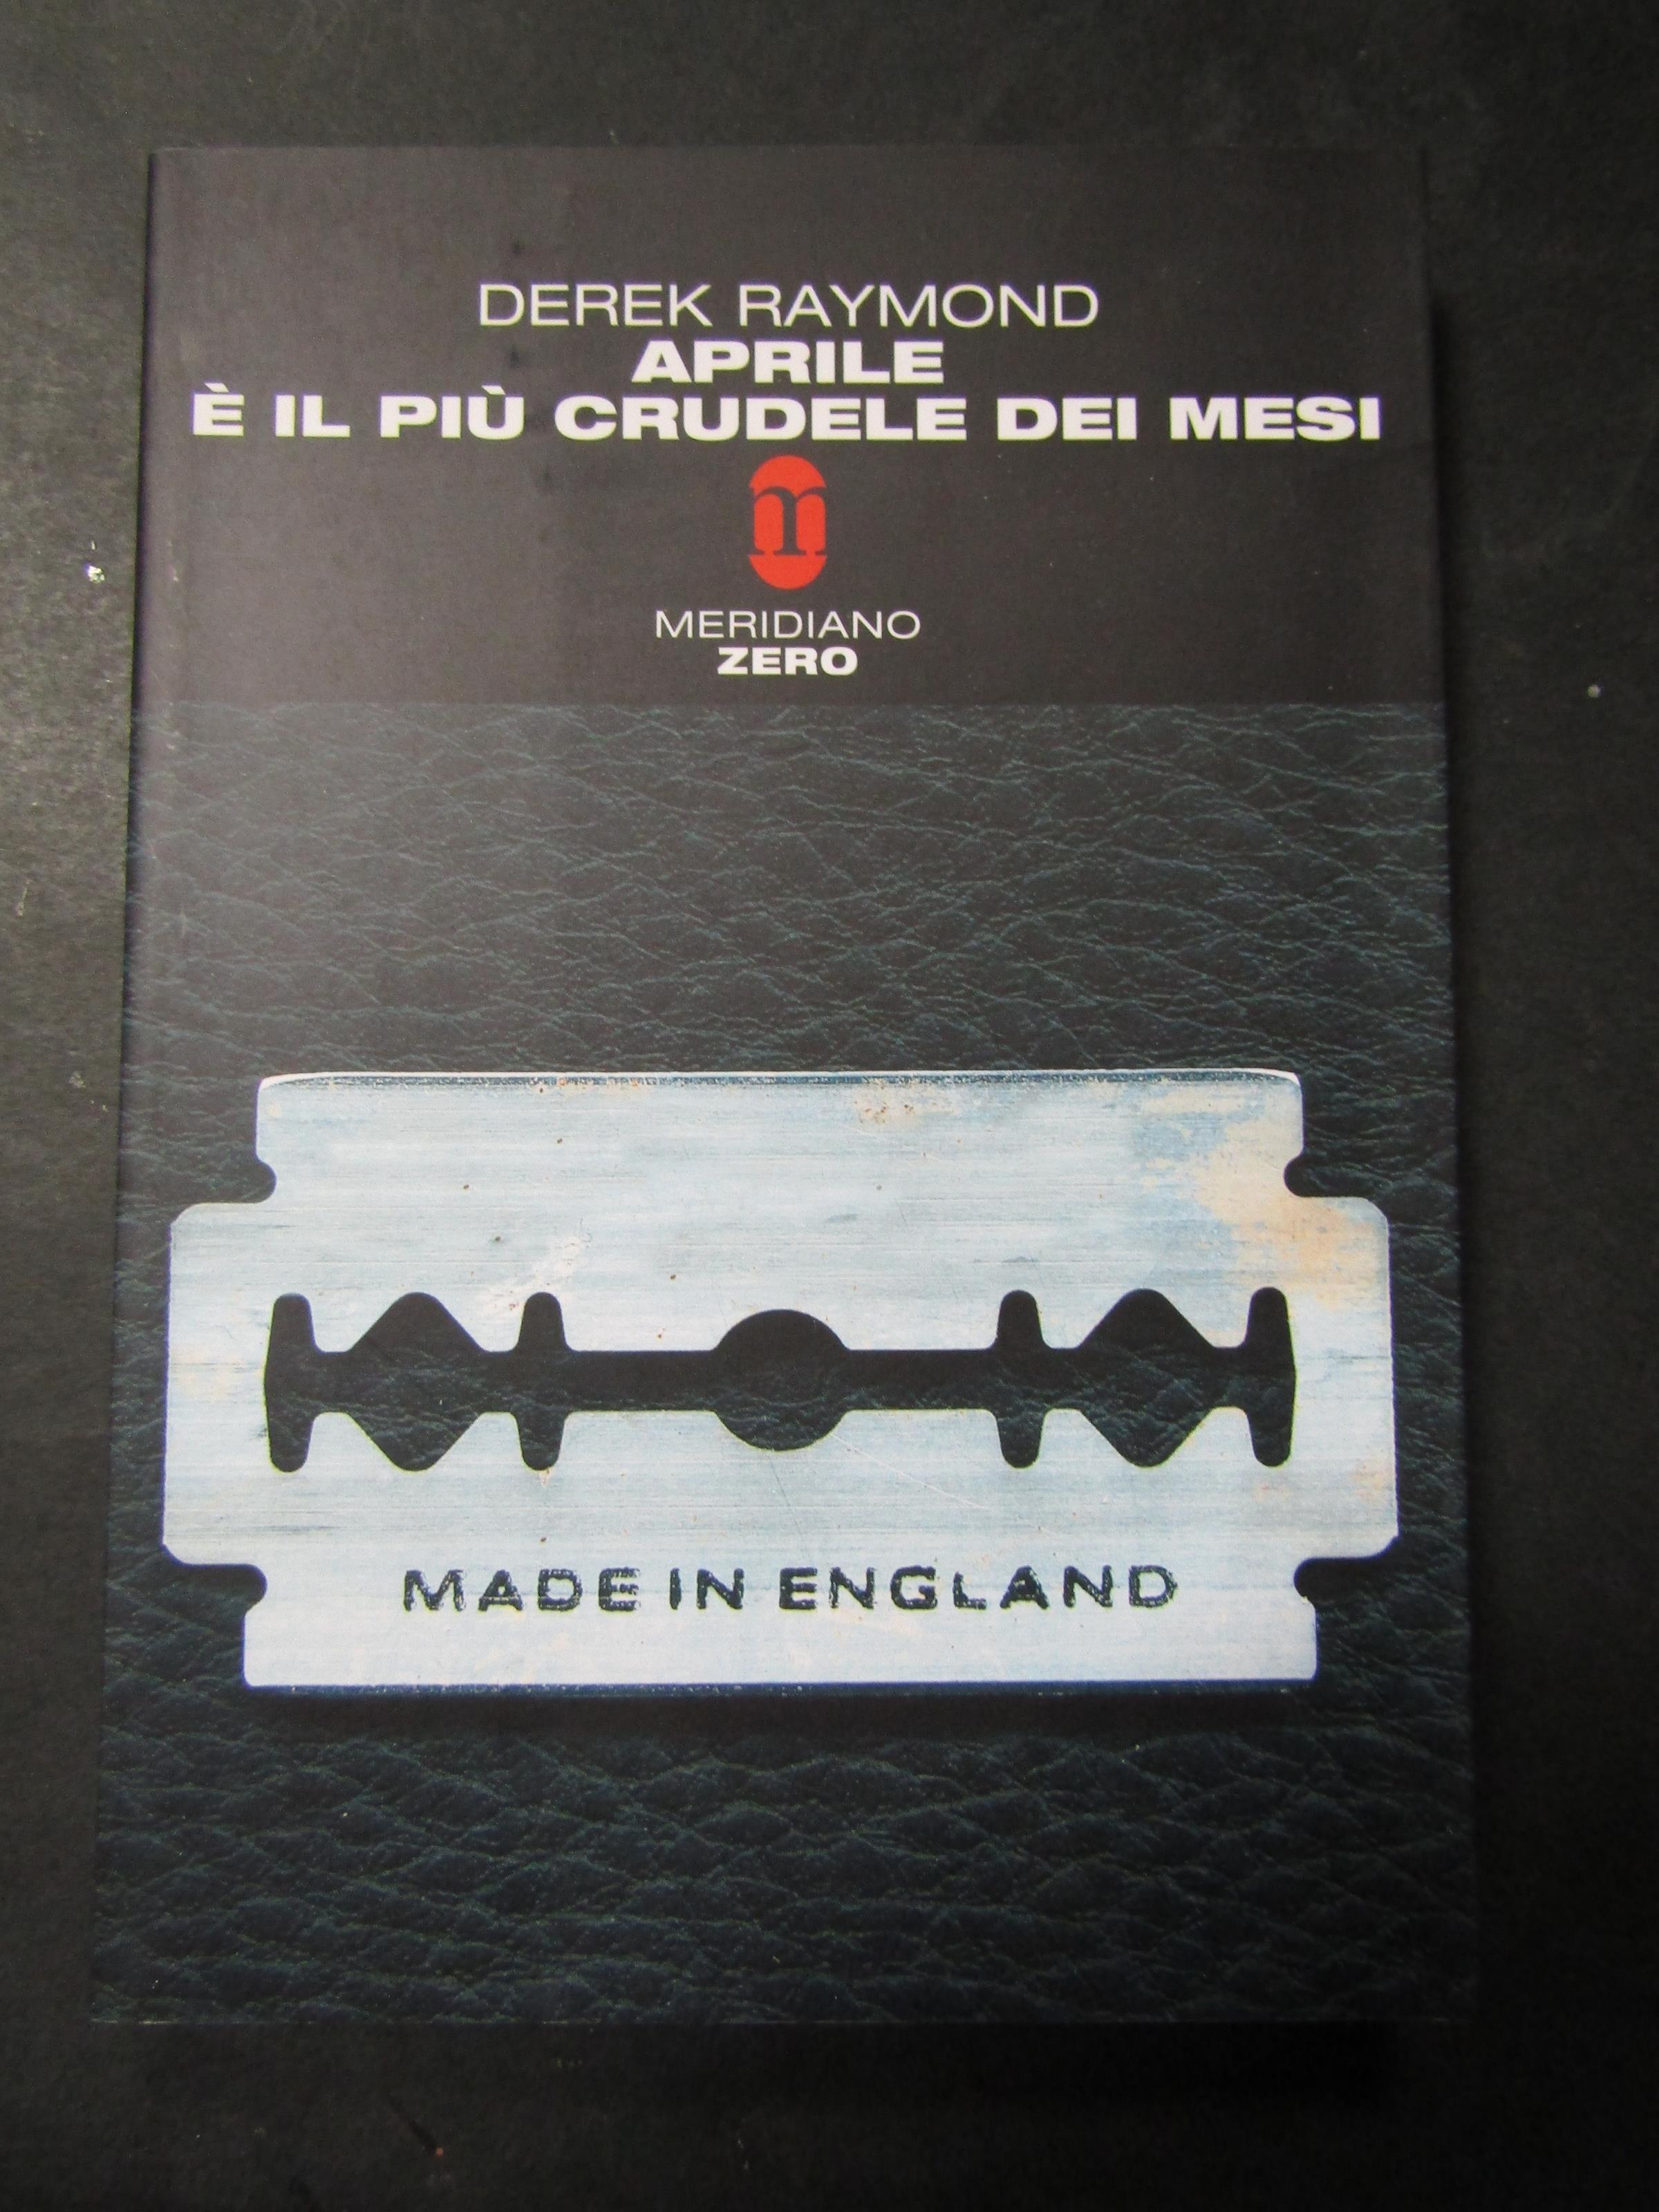 DEREK RAYMOND
APRILE
È IL PIÙ CRUDELE DEI MESI
m
MERIDIANO
ZERO
MADE IN ENGLAND